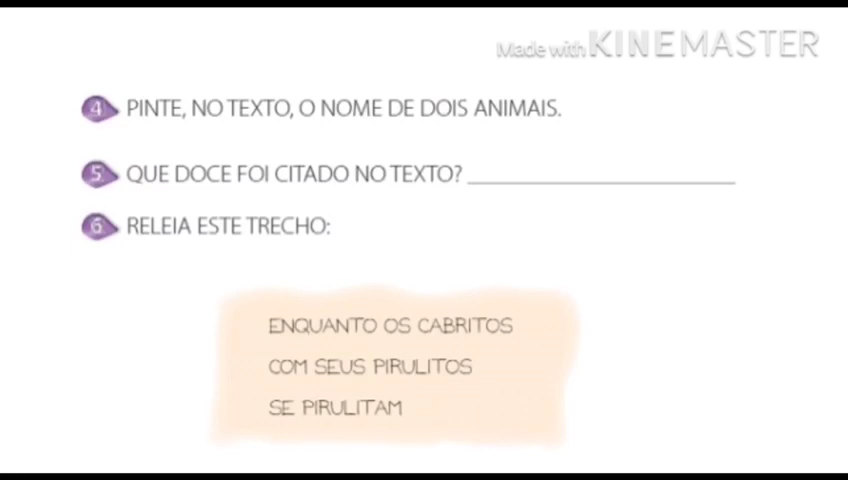 Made with KINEMASTER
4 PINTE, NO TEXTO, O NOME DE DOIS ANIMAIS.
5 QUE DOCE FOI CITADO NO TEXTO? ____________________
6 RELEIA ESTE TRECHO:
ENQUANTO OS CABRITOS
COM SEUS PIRULITOS
SE PIRULITAM